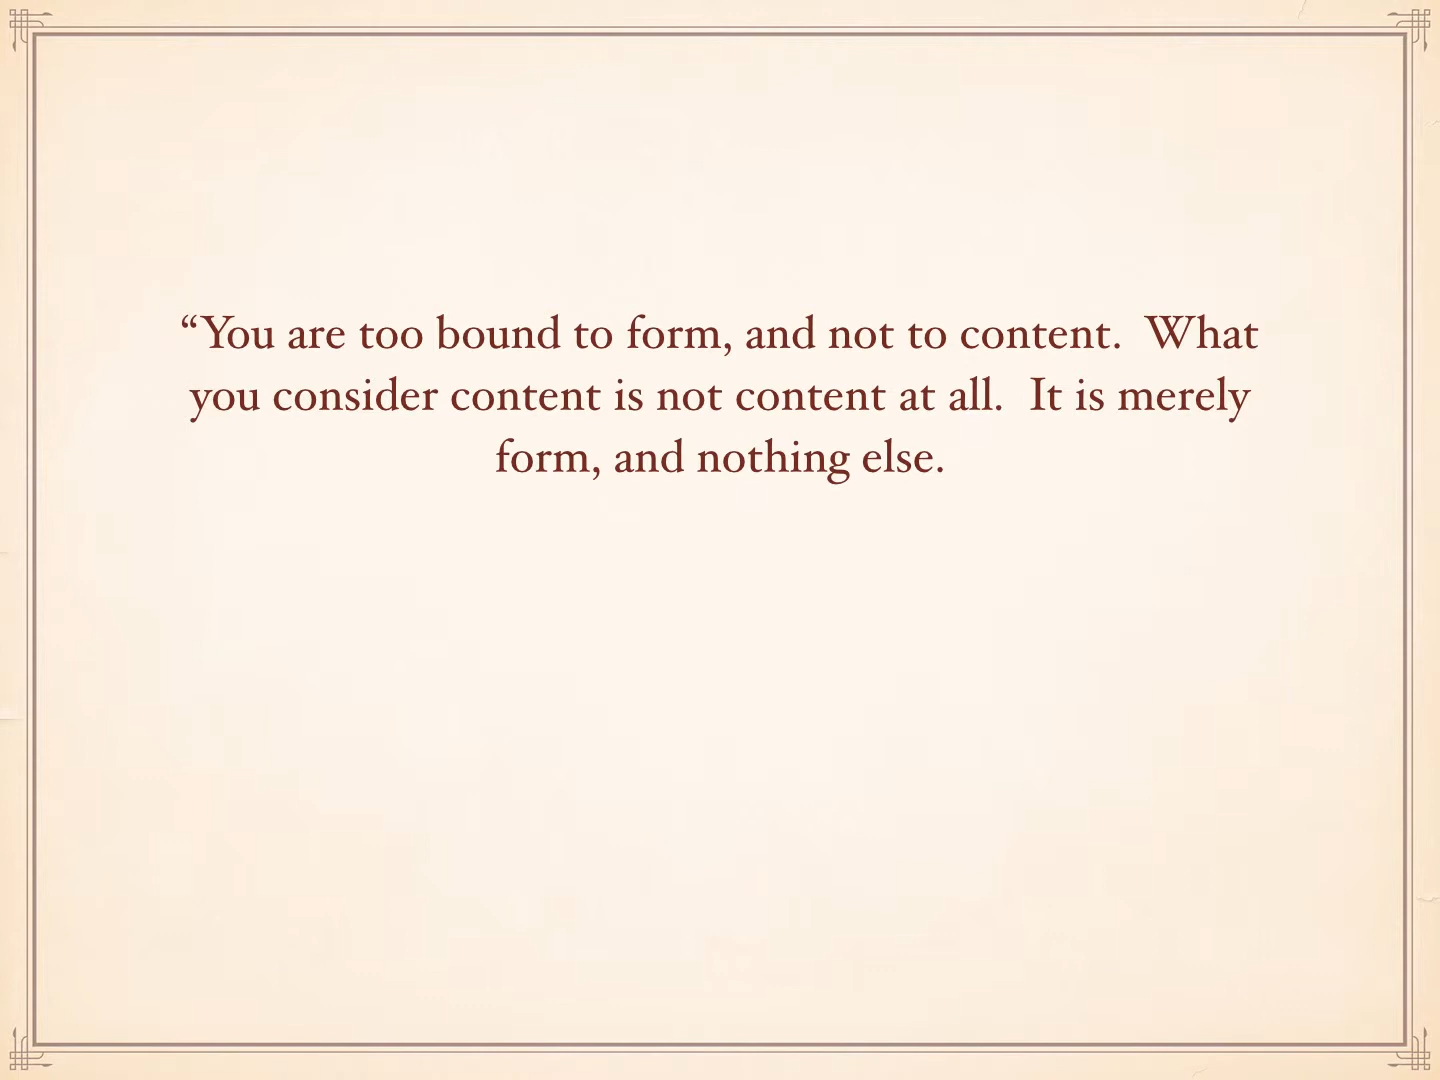 “You are too bound to form, and not to content.  What
you consider content is not content at all.  It is merely
form, and nothing else.